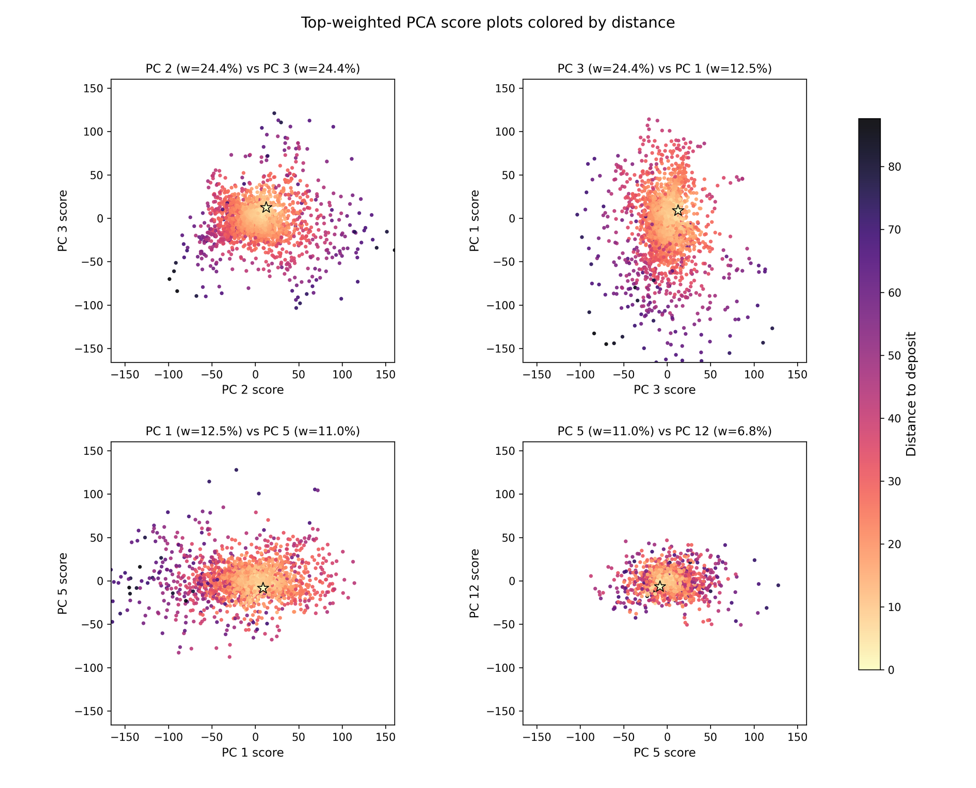 Top-weighted PCA score plots colored by distance
PC 2 (w=24.4%) vs PC 3 (w=24.4%)
150
100
50
0
−50
−100
−150
PC 3 score
−150 −100 −50 0 50 100 150
PC 2 score
PC 3 (w=24.4%) vs PC 1 (w=12.5%)
150
100
50
0
−50
−100
−150
PC 1 score
−150 −100 −50 0 50 100 150
PC 3 score
PC 1 (w=12.5%) vs PC 5 (w=11.0%)
150
100
50
0
−50
−100
−150
PC 5 score
−150 −100 −50 0 50 100 150
PC 1 score
PC 5 (w=11.0%) vs PC 12 (w=6.8%)
150
100
50
0
−50
−100
−150
PC 12 score
−150 −100 −50 0 50 100 150
PC 5 score
80
70
60
50
40
30
20
10
0
Distance to deposit